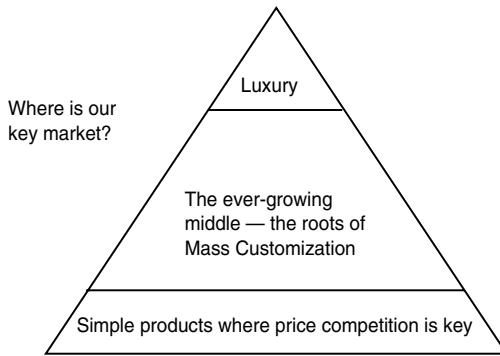 Luxury
Where is our
key market?
The ever-growing
middle — the roots of
Mass Customization
Simple products where price competition is key